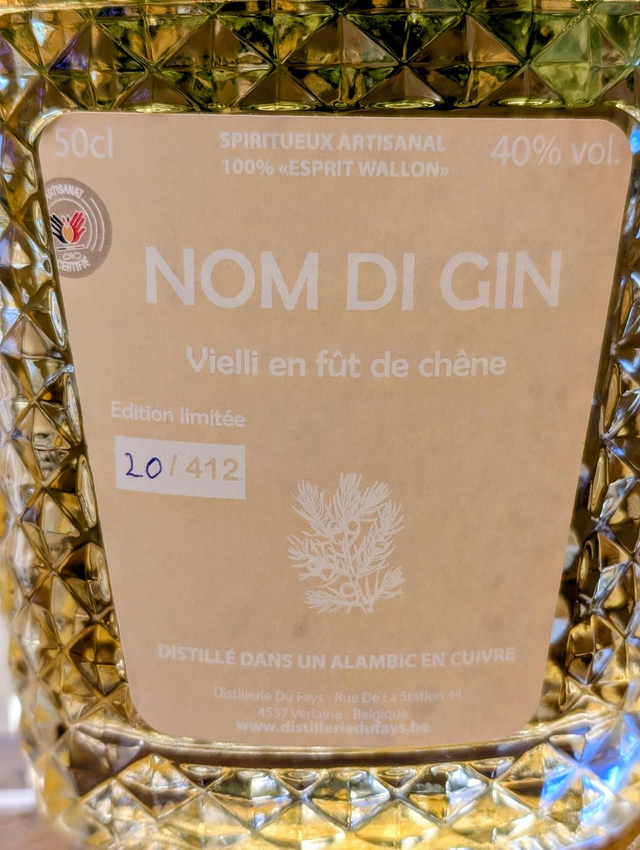 50cl
SPIRITUEUX ARTISANAL
100% «ESPRIT WALLON»
40% vol.
ARTISANAT
CERTIFIÉ
NOM DI GIN
Vielli en fût de chêne
Edition limitée
20 / 412
DISTILLÉ DANS UN ALAMBIC EN CUIVRE
Distillerie Du Fays - Rue De La Station 44
4537 Verlaine - Belgique
www.distilleriedufays.be